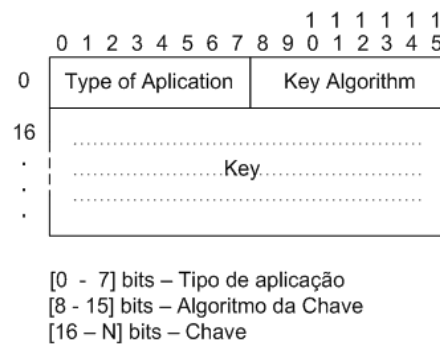 1 1 1 1 1 1
0 1 2 3 4 5 6 7 8 9 0 1 2 3 4 5
0 Type of Aplication Key Algorithm
16
Key
[0 - 7] bits – Tipo de aplicação
[8 - 15] bits – Algoritmo da Chave
[16 – N] bits – Chave